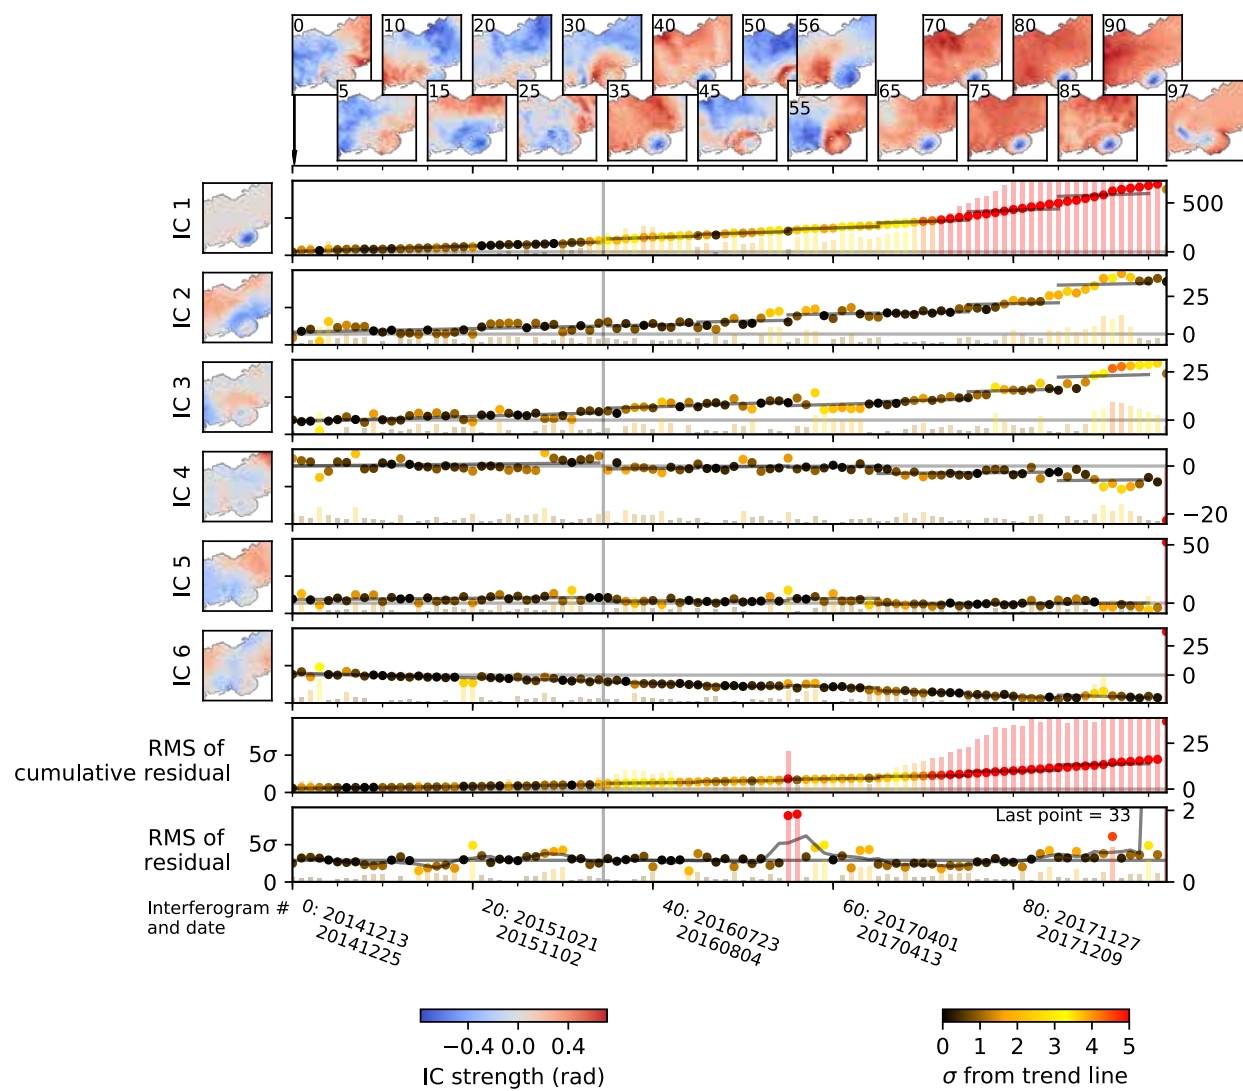 0 10 20 30 40 50 56 70 80 90
5 15 25 35 45 55 65 75 85 97
IC 1
500
0
IC 2
25
0
IC 3
25
0
IC 4
0
−20
IC 5
50
0
IC 6
25
0
RMS of
cumulative residual
5σ
0
25
0
RMS of
residual
5σ
0
Last point = 33
2
0
Interferogram #
and date
0: 20141213
20141225
20: 20151021
20151102
40: 20160723
20160804
60: 20170401
20170413
80: 20171127
20171209
−0.4 0.0 0.4
IC strength (rad)
0 1 2 3 4 5
σ from trend line